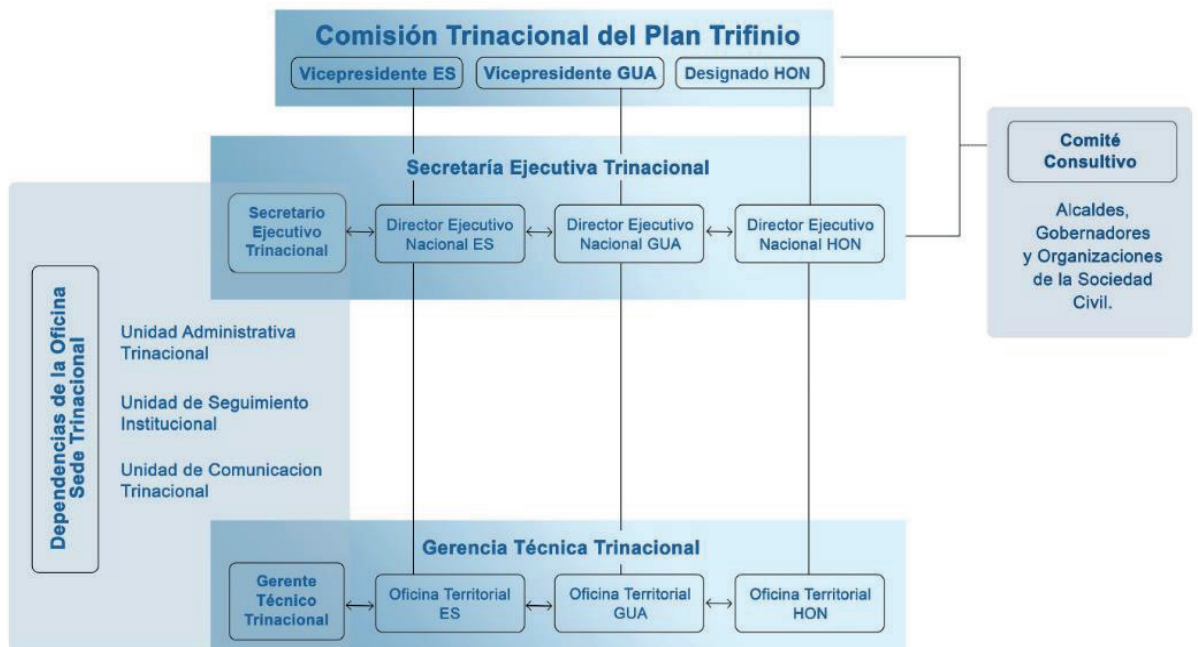 Comisión Trinacional del Plan Trifinio
Vicepresidente ES
Vicepresidente GUA
Designado HON
Comité
Consultivo
Alcaldes,
Gobernadores
y Organizaciones
de la Sociedad
Civil.
Secretaría Ejecutiva Trinacional
Secretario
Ejecutivo
Trinacional
Director Ejecutivo
Nacional ES
Director Ejecutivo
Nacional GUA
Director Ejecutivo
Nacional HON
Dependencias de la Oficina
Sede Trinacional
Unidad Administrativa
Trinacional
Unidad de Seguimiento
Institucional
Unidad de Comunicacion
Trinacional
Gerencia Técnica Trinacional
Gerente
Técnico
Trinacional
Oficina Territorial
ES
Oficina Territorial
GUA
Oficina Territorial
HON